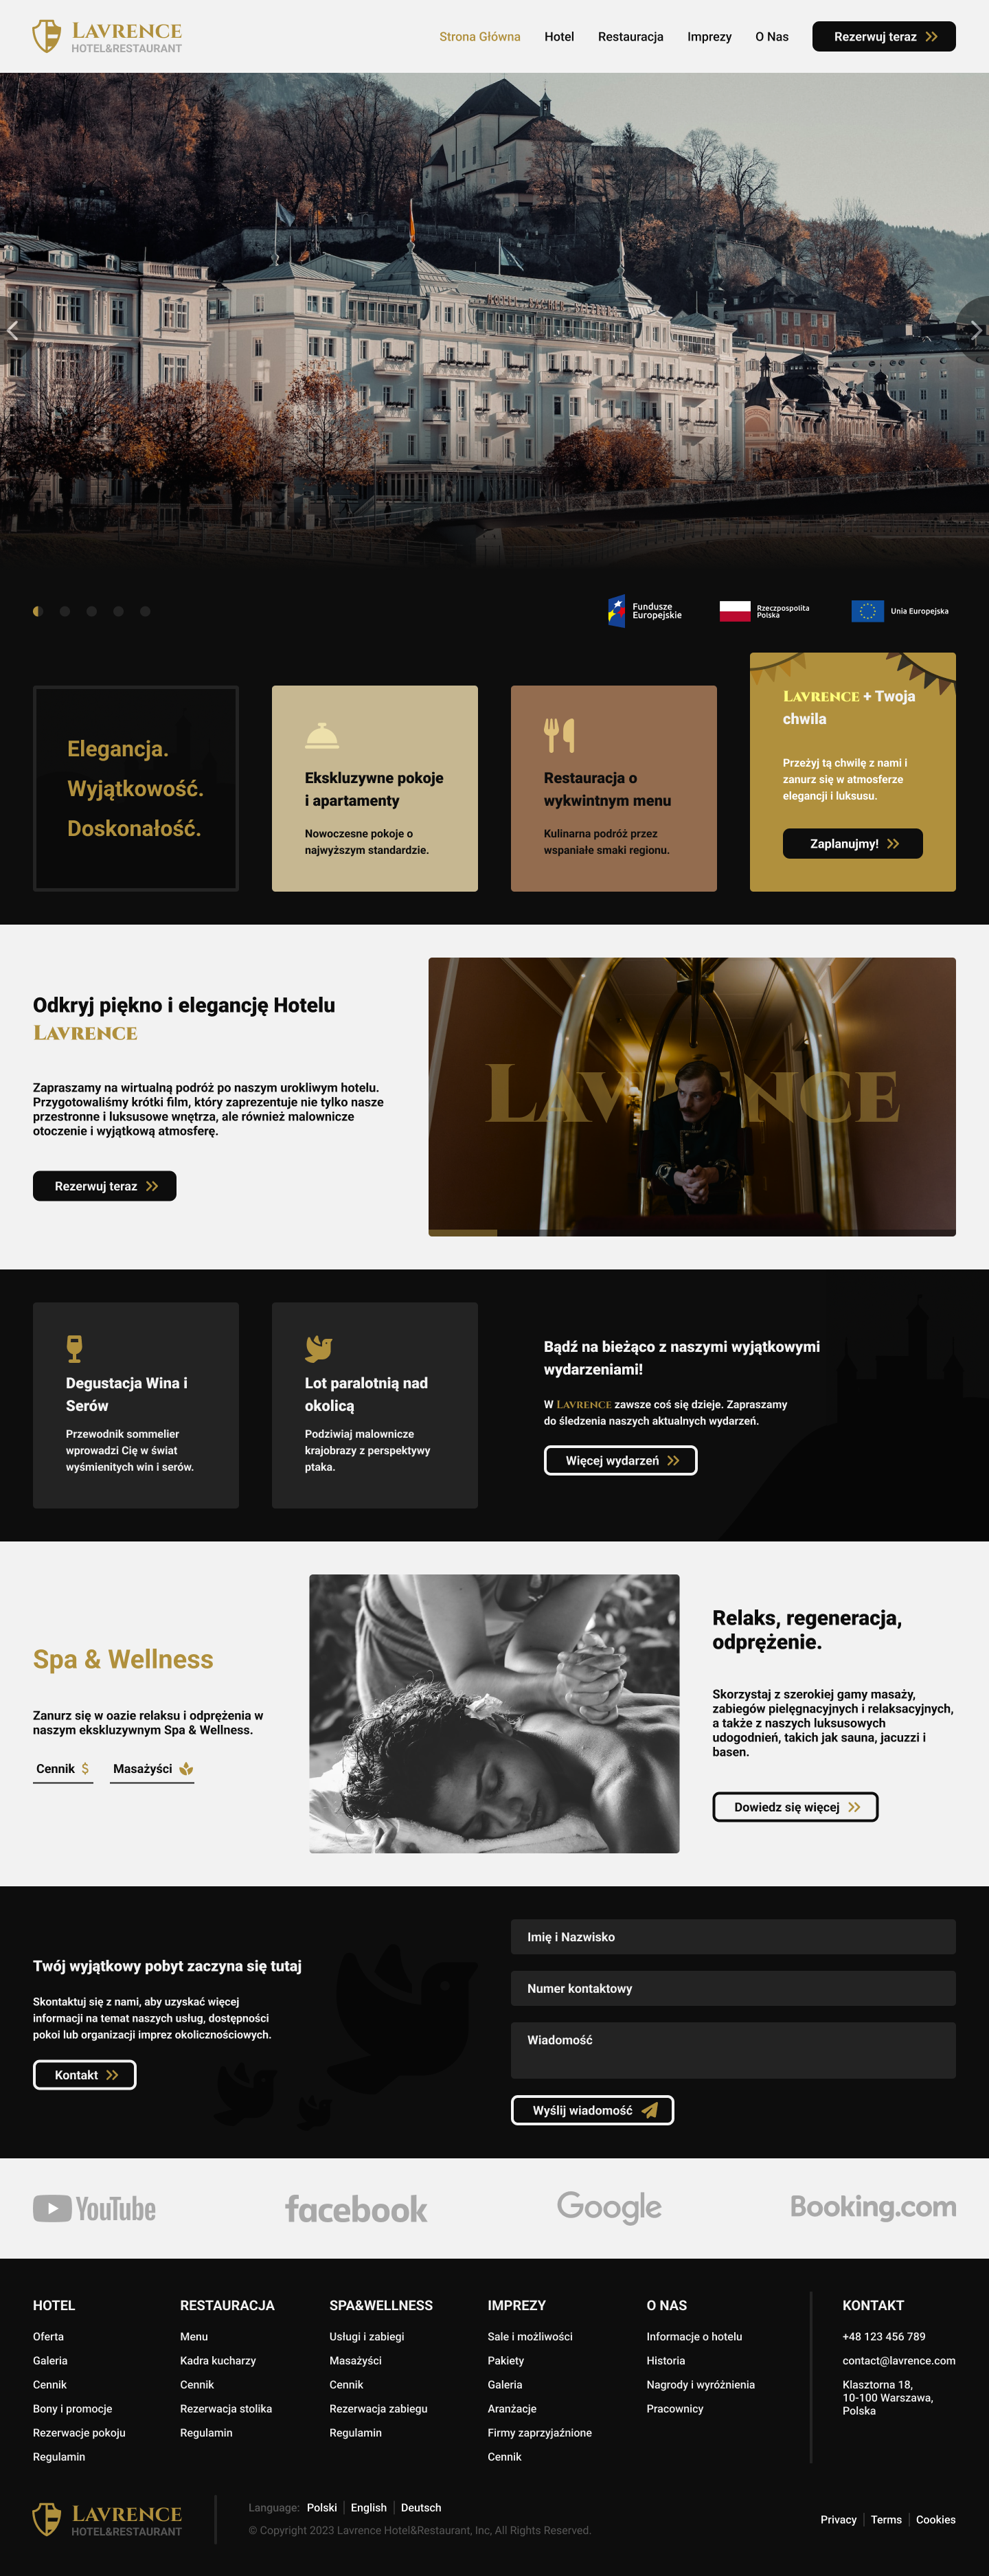 LAVRENCE
HOTEL&RESTAURANT
Strona Główna
Hotel
Restauracja
Imprezy
O Nas
Rezerwuj teraz
Fundusze
Europejskie
Rzeczpospolita
Polska
Unia Europejska
Elegancja.
Wyjątkowość.
Doskonałość.
Ekskluzywne pokoje
i apartamenty
Nowoczesne pokoje o
najwyższym standardzie.
Restauracja o
wykwintnym menu
Kulinarna podróż przez
wspaniałe smaki regionu.
LAVRENCE + Twoja
chwila
Przeżyj tą chwilę z nami i
zanurz się w atmosferze
elegancji i luksusu.
Zaplanujmy!
Odkryj piękno i elegancję Hotelu
LAVRENCE
Zapraszamy na wirtualną podróż po naszym urokliwym hotelu.
Przygotowaliśmy krótki film, który zaprezentuje nie tylko nasze
przestronne i luksusowe wnętrza, ale również malownicze
otoczenie i wyjątkową atmosferę.
Rezerwuj teraz
LAVRENCE
Degustacja Wina i
Serów
Przewodnik sommelier
wprowadzi Cię w świat
wyśmienitych win i serów.
Lot paralotnią nad
okolicą
Podziwiaj malownicze
krajobrazy z perspektywy
ptaka.
Bądź na bieżąco z naszymi wyjątkowymi
wydarzeniami!
W LAVRENCE zawsze coś się dzieje. Zapraszamy
do śledzenia naszych aktualnych wydarzeń.
Więcej wydarzeń
Spa & Wellness
Zanurz się w oazie relaksu i odprężenia w
naszym ekskluzywnym Spa & Wellness.
Cennik $
Masażyści
Relaks, regeneracja,
odprężenie.
Skorzystaj z szerokiej gamy masaży,
zabiegów pielęgnacyjnych i relaksacyjnych,
a także z naszych luksusowych
udogodnień, takich jak sauna, jacuzzi i
basen.
Dowiedz się więcej
Twój wyjątkowy pobyt zaczyna się tutaj
Skontaktuj się z nami, aby uzyskać więcej
informacji na temat naszych usług, dostępności
pokoi lub organizacji imprez okolicznościowych.
Kontakt
Imię i Nazwisko
Numer kontaktowy
Wiadomość
Wyślij wiadomość
YouTube
facebook
Google
Booking.com
HOTEL
Oferta
Galeria
Cennik
Bony i promocje
Rezerwacje pokoju
Regulamin
RESTAURACJA
Menu
Kadra kucharzy
Cennik
Rezerwacja stolika
Regulamin
SPA&WELLNESS
Usługi i zabiegi
Masażyści
Cennik
Rezerwacja zabiegu
Regulamin
IMPREZY
Sale i możliwości
Pakiety
Galeria
Aranżacje
Firmy zaprzyjaźnione
Cennik
O NAS
Informacje o hotelu
Historia
Nagrody i wyróżnienia
Pracownicy
KONTAKT
+48 123 456 789
contact@lavrence.com
Klasztorna 18,
10-100 Warszawa,
Polska
LAVRENCE
HOTEL&RESTAURANT
Language: Polski English Deutsch
© Copyright 2023 Lavrence Hotel&Restaurant, Inc, All Rights Reserved.
Privacy Terms Cookies